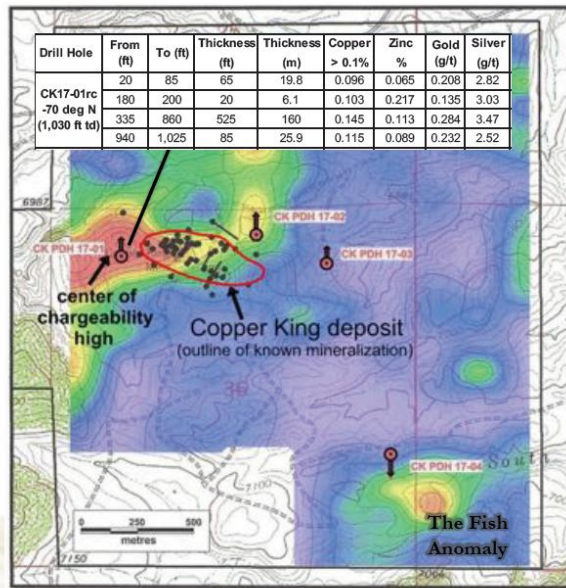 Drill Hole From (ft) To (ft) Thickness (ft) Thickness (m) Copper > 0.1% Zinc % Gold (g/t) Silver (g/t)
CK17-01rc -70 deg N (1,030 ft td)
20 85 65 19.8 0.096 0.065 0.208 2.82
180 200 20 6.1 0.103 0.217 0.135 3.03
335 860 525 160 0.145 0.113 0.284 3.47
940 1,025 85 25.9 0.115 0.089 0.232 2.52
6987
CK PDH 17-02
CK PDH 17-01
CK PDH 17-03
center of
chargeability
high
Copper King deposit
(outline of known mineralization)
36
CK PDH 17-04
South
7100
0 250 500
metres
The Fish
Anomaly
7150